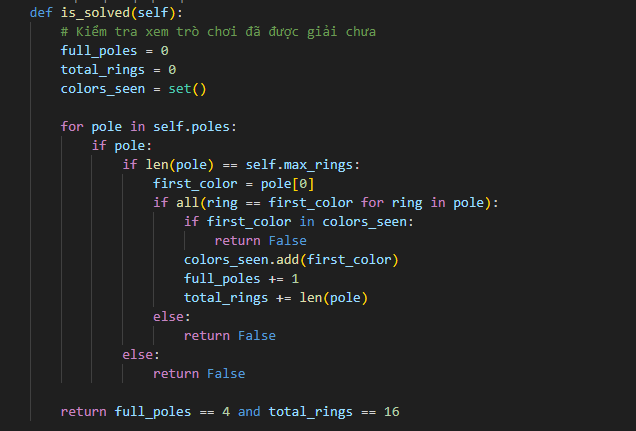 def is_solved(self):
    # Kiểm tra xem trò chơi đã được giải chưa
    full_poles = 0
    total_rings = 0
    colors_seen = set()

    for pole in self.poles:
        if pole:
            if len(pole) == self.max_rings:
                first_color = pole[0]
                if all(ring == first_color for ring in pole):
                    if first_color in colors_seen:
                        return False
                    colors_seen.add(first_color)
                    full_poles += 1
                    total_rings += len(pole)
                else:
                    return False
            else:
                return False

    return full_poles == 4 and total_rings == 16